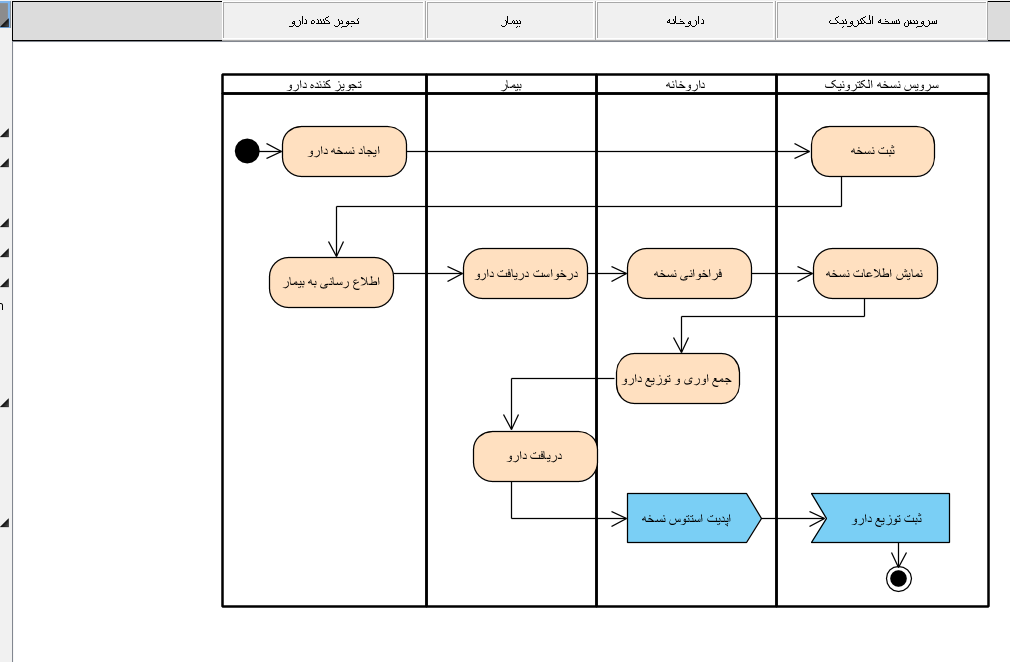 تجویز کننده دارو
بیمار
داروخانه
سرویس نسخه الکترونیک
تجویز کننده دارو
بیمار
داروخانه
سرویس نسخه الکترونیک
ایجاد نسخه دارو
ثبت نسخه
اطلاع رسانی به بیمار
درخواست دریافت دارو
فراخوانی نسخه
نمایش اطلاعات نسخه
جمع اوری و توزیع دارو
دریافت دارو
اپدیت استتوس نسخه
ثبت توزیع دارو